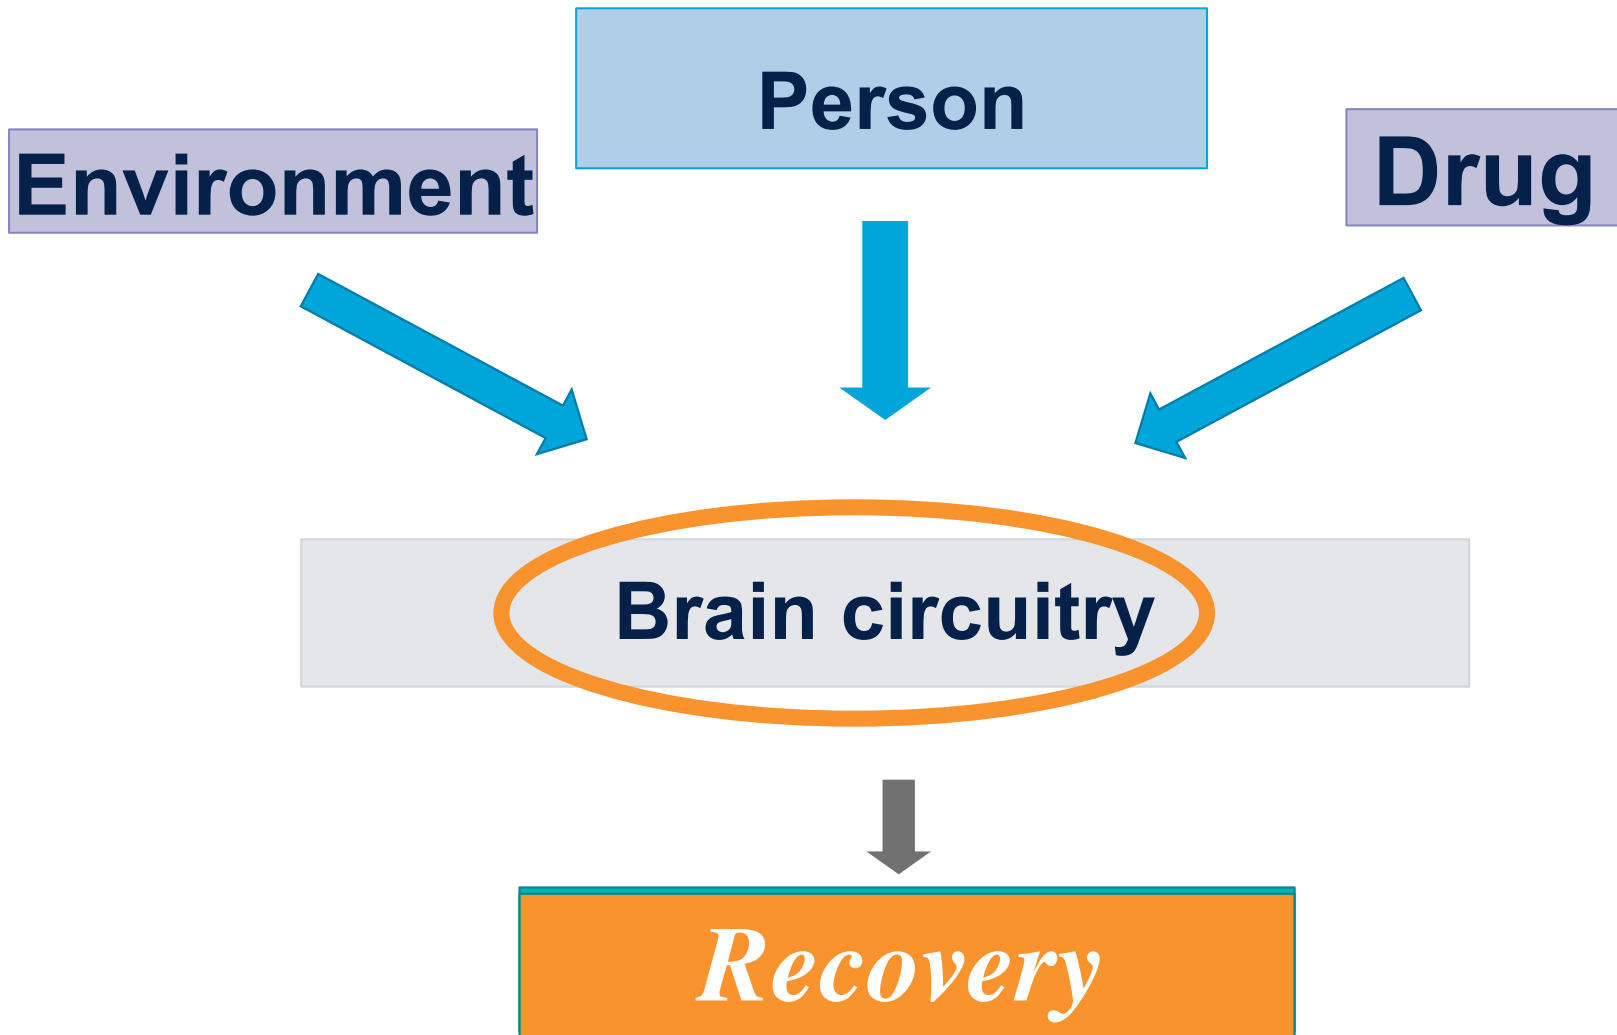 Person
Environment
Drug
Brain circuitry
Recovery